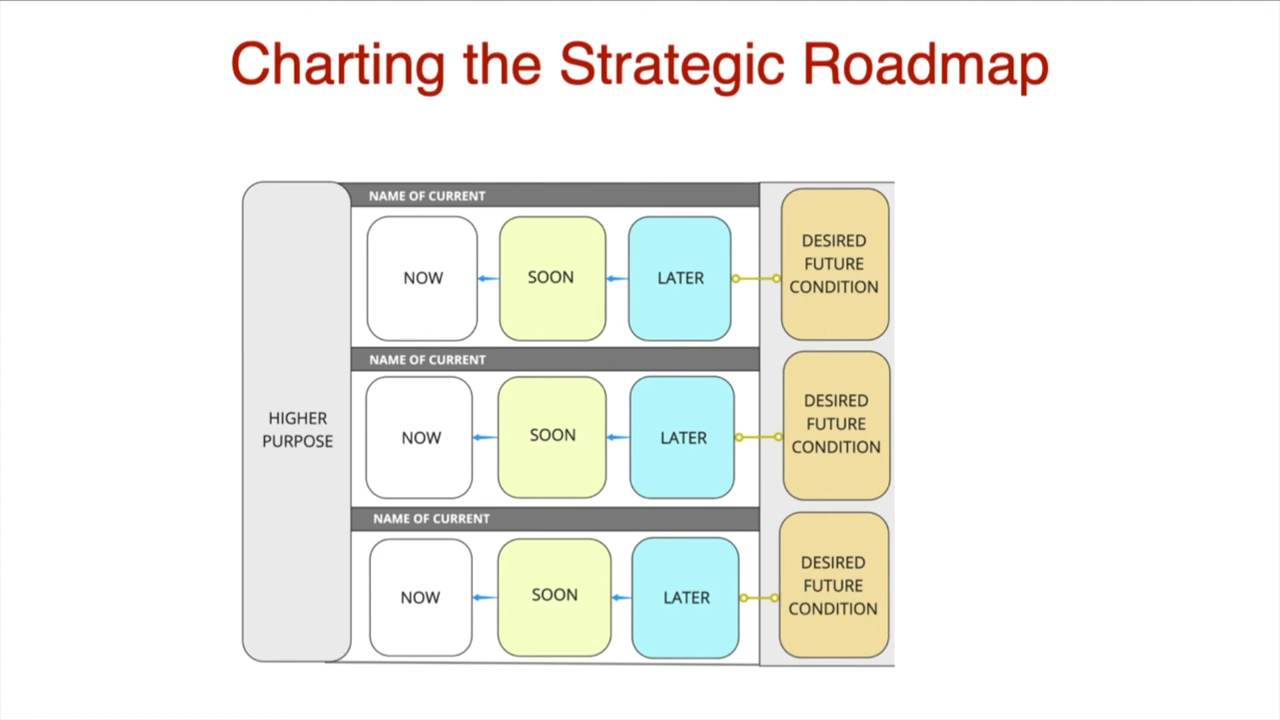 Charting the Strategic Roadmap
HIGHER
PURPOSE
NAME OF CURRENT
NOW
SOON
LATER
DESIRED
FUTURE
CONDITION
NAME OF CURRENT
NOW
SOON
LATER
DESIRED
FUTURE
CONDITION
NAME OF CURRENT
NOW
SOON
LATER
DESIRED
FUTURE
CONDITION